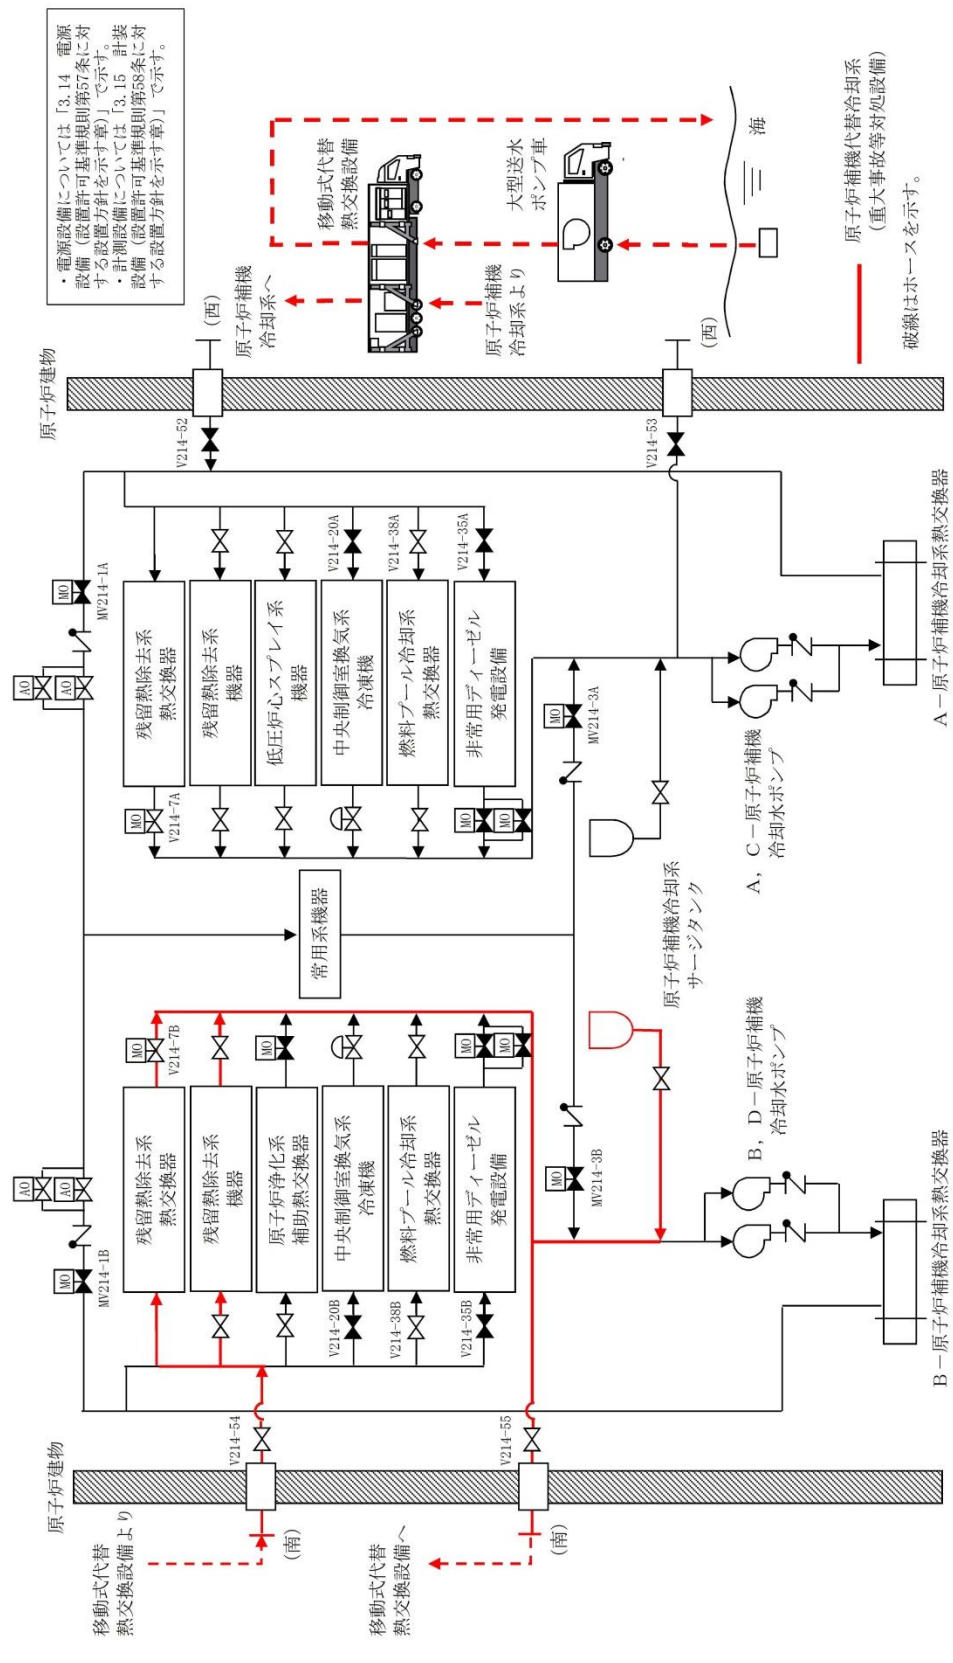 ・電源設備については「3.14　電源
設備（設置許可基準規則第57条に対
する設置方針を示す章）」で示す。
・計測設備については「3.15　計装
設備（設置許可基準規則第58条に対
する設置方針を示す章）」で示す。
原子炉建物
(西)
V214-52
原子炉補機
冷却系へ
移動式代替
熱交換設備
原子炉補機
冷却系より
大型送水
ポンプ車
海
(西)
V214-53
原子炉補機代替冷却系
（重大事故等対処設備）
破線はホースを示す。
MO
MV214-1A
AO
AO
残留熱除去系
熱交換器
MO
V214-7A
残留熱除去系
機器
低圧炉心スプレイ系
機器
V214-20A
中央制御室換気系
冷凍機
V214-38A
燃料プール冷却系
熱交換器
V214-35A
非常用ディーゼル
発電設備
MO
MO
MO
MV214-3A
A，C－原子炉補機
冷却水ポンプ
A－原子炉補機冷却系熱交換器
常用系機器
原子炉補機冷却系
サージタンク
AO
AO
MO
MV214-1B
MO
V214-7B
残留熱除去系
熱交換器
残留熱除去系
機器
MO
原子炉浄化系
補助熱交換器
中央制御室換気系
冷凍機
V214-20B
燃料プール冷却系
熱交換器
V214-38B
MO
MO
非常用ディーゼル
発電設備
V214-35B
MO
MV214-3B
B，D－原子炉補機
冷却水ポンプ
B－原子炉補機冷却系熱交換器
原子炉建物
V214-54
V214-55
移動式代替
熱交換設備より
(南)
移動式代替
熱交換設備へ
(南)